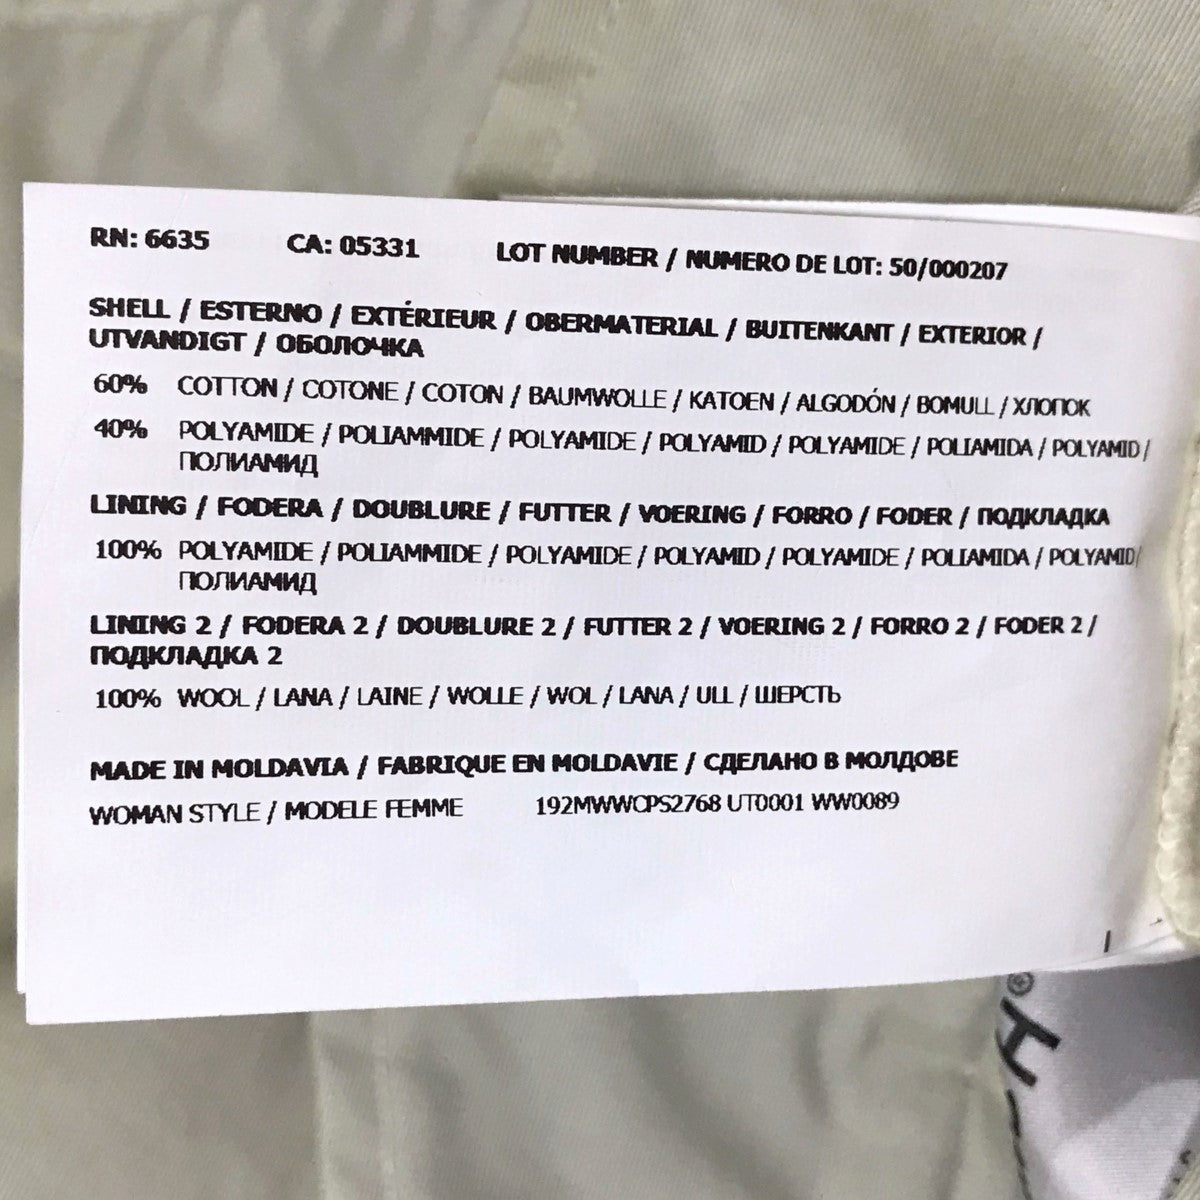 RN: 6635 CA: 05331 LOT NUMBER / NUMERO DE LOT: 50/000207
SHELL / ESTERNO / EXTÉRIEUR / OBERMATERIAL / BUITENKANT / EXTERIOR /
UTVANDIGT / ОБОЛОЧКА
60% COTTON / COTONE / COTON / BAUMWOLLE / KATOEN / ALGODÓN / BOMULL / ХЛОПОК
40% POLYAMIDE / POLIAMMIDE / POLYAMIDE / POLYAMID / POLYAMIDE / POLIAMIDA / POLYAMID /
ПОЛИАМИД
LINING / FODERA / DOUBLURE / FUTTER / VOERING / FORRO / FODER / ПОДКЛАДКА
100% POLYAMIDE / POLIAMMIDE / POLYAMIDE / POLYAMID / POLYAMIDE / POLIAMIDA / POLYAMID/
ПОЛИАМИД
LINING 2 / FODERA 2 / DOUBLURE 2 / FUTTER 2 / VOERING 2 / FORRO 2 / FODER 2 /
ПОДКЛАДКА 2
100% WOOL / LANA / LAINE / WOLLE / WOL / LANA / ULL / ШЕРСТЬ
MADE IN MOLDAVIA / FABRIQUE EN MOLDAVIE / СДЕЛАНО В МОЛДОВЕ
WOMAN STYLE / MODELE FEMME 192MWWCPS2768 UT0001 WW0089